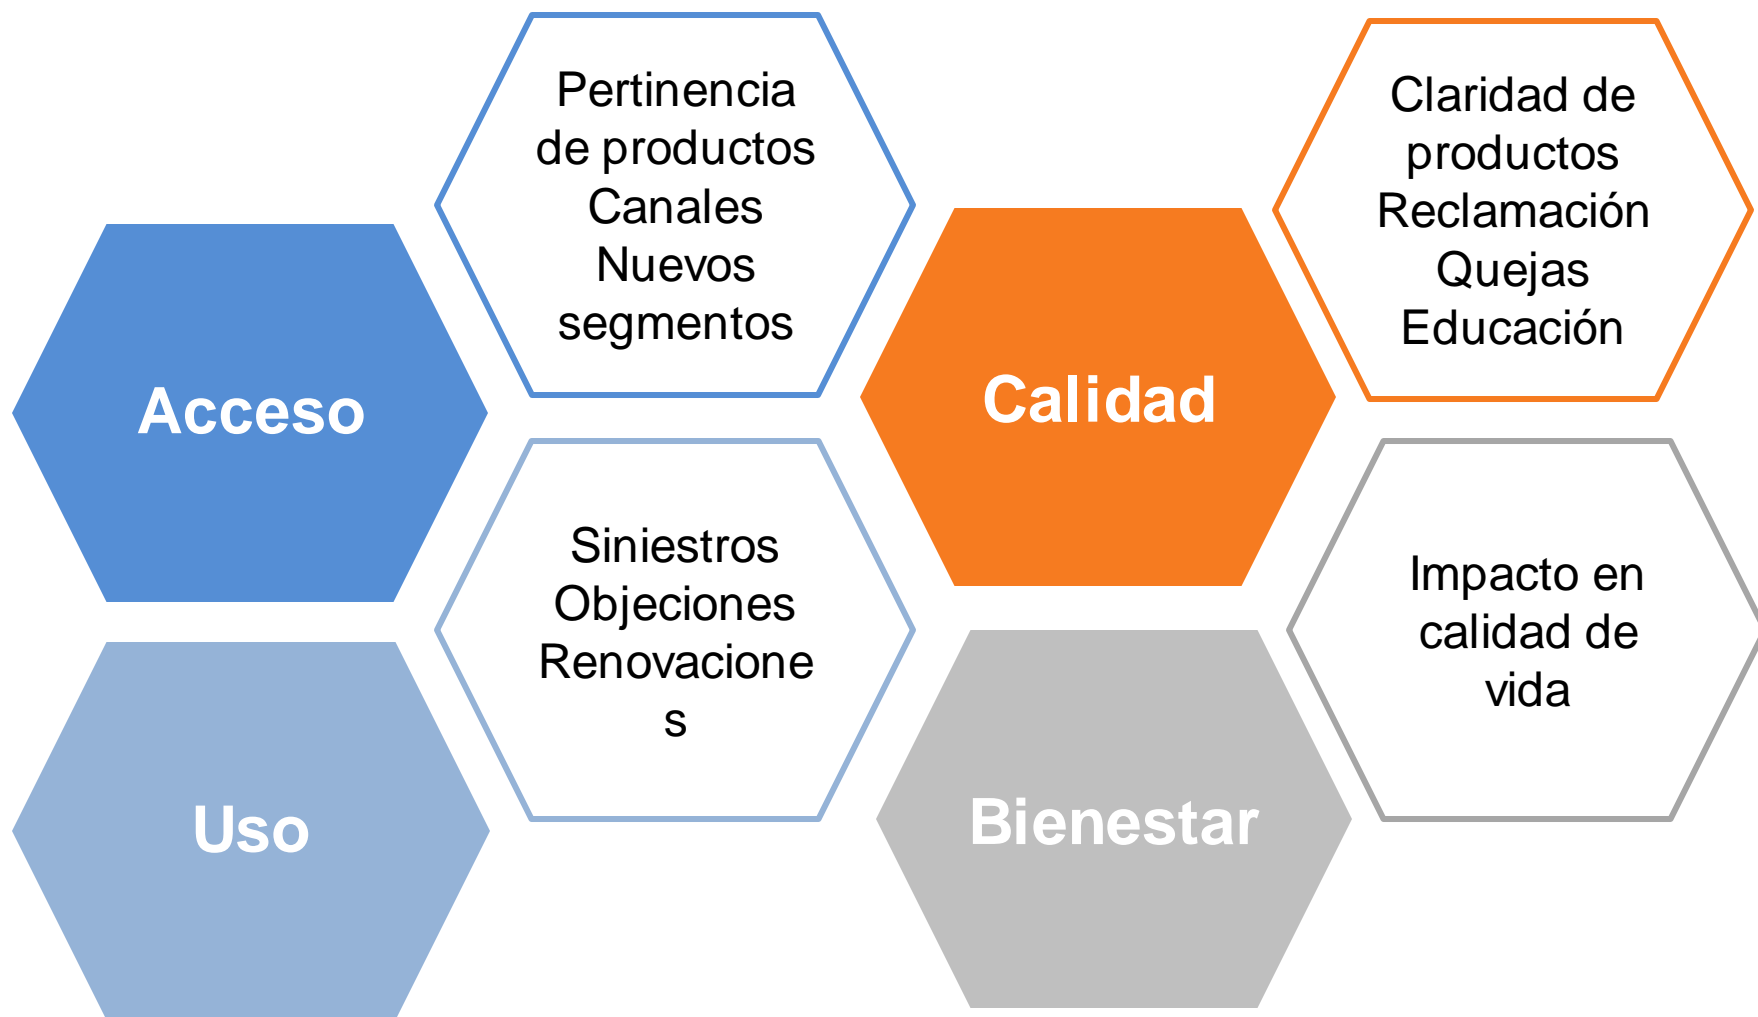 Acceso
Pertinencia
de productos
Canales
Nuevos
segmentos
Calidad
Claridad de
productos
Reclamación
Quejas
Educación
Uso
Siniestros
Objeciones
Renovacione
s
Bienestar
Impacto en
calidad de
vida